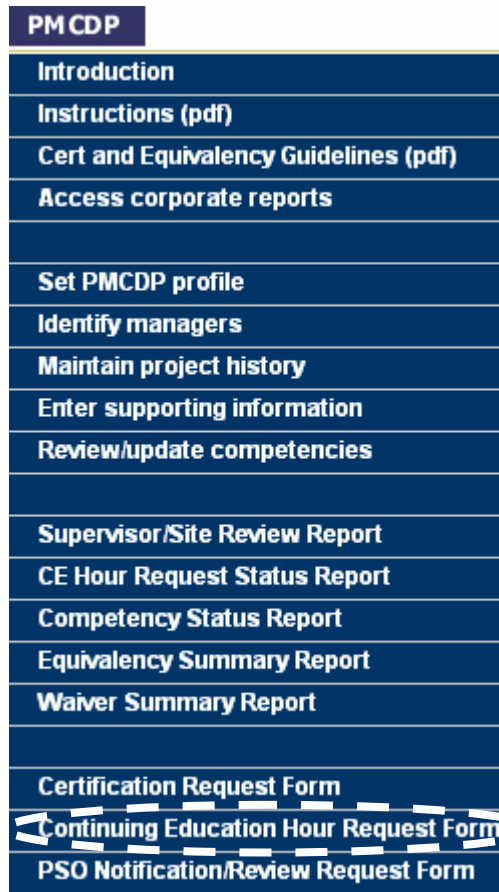 PMCDP
Introduction
Instructions (pdf)
Cert and Equivalency Guidelines (pdf)
Access corporate reports
Set PMCDP profile
Identify managers
Maintain project history
Enter supporting information
Review/update competencies
Supervisor/Site Review Report
CE Hour Request Status Report
Competency Status Report
Equivalency Summary Report
Waiver Summary Report
Certification Request Form
Continuing Education Hour Request Form
PSO Notification/Review Request Form